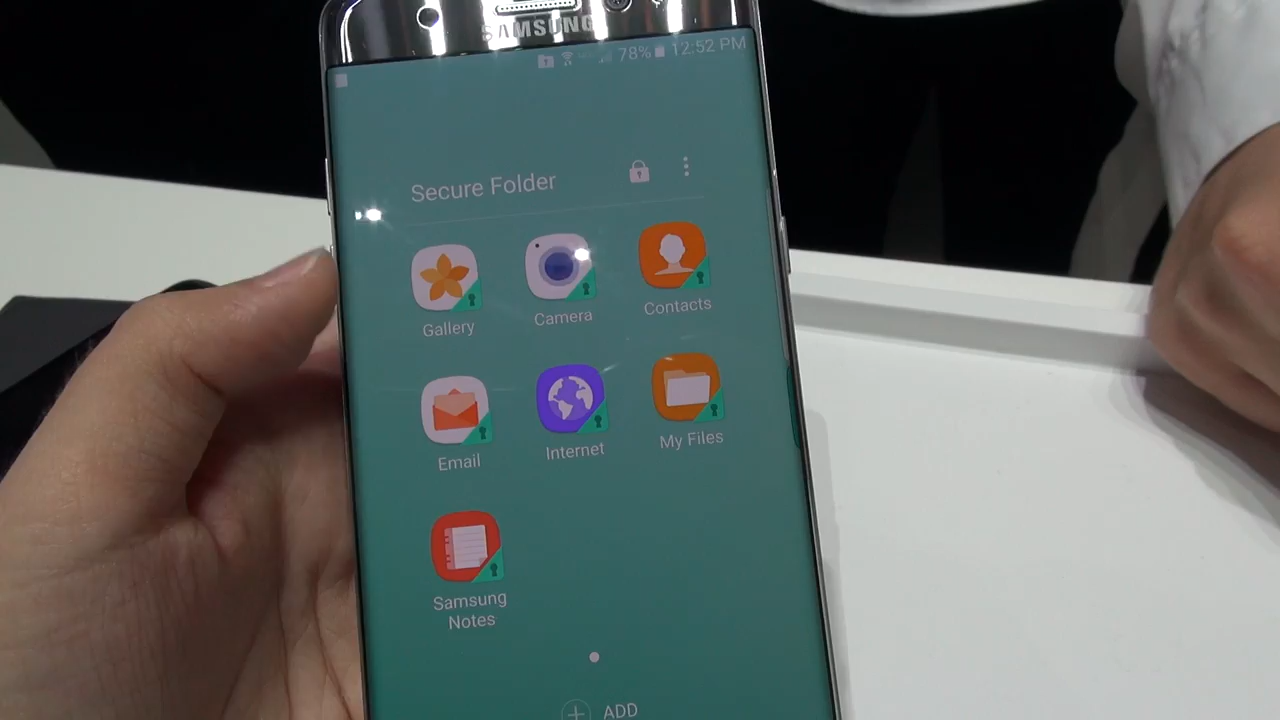 SAMSUNG
78% 12:52 PM
Secure Folder
Gallery
Camera
Contacts
Email
Internet
My Files
Samsung
Notes
ADD